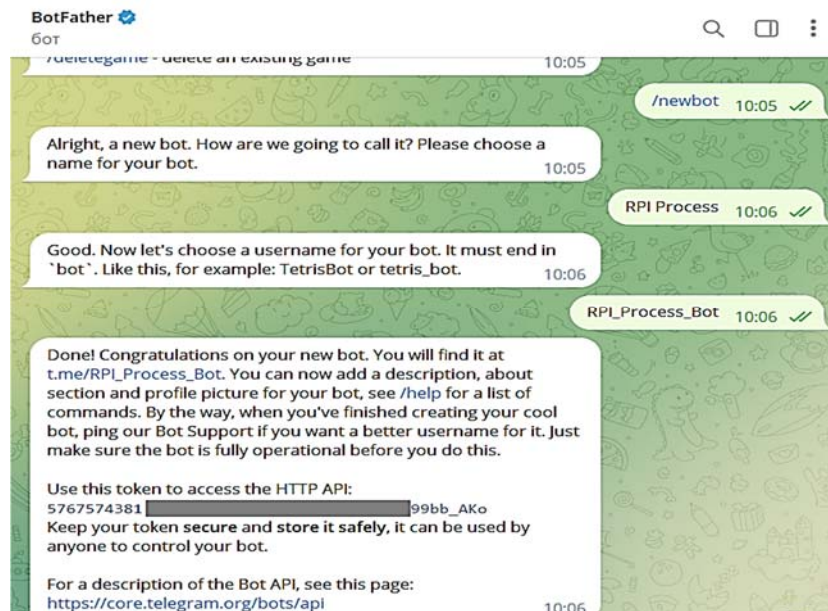 BotFather
бот
/deletegame - delete an existing game
10:05
/newbot 10:05
Alright, a new bot. How are we going to call it? Please choose a
name for your bot.
10:05
RPI Process 10:06
Good. Now let's choose a username for your bot. It must end in
`bot`. Like this, for example: TetrisBot or tetris_bot.
10:06
RPI_Process_Bot 10:06
Done! Congratulations on your new bot. You will find it at
t.me/RPI_Process_Bot. You can now add a description, about
section and profile picture for your bot, see /help for a list of
commands. By the way, when you've finished creating your cool
bot, ping our Bot Support if you want a better username for it. Just
make sure the bot is fully operational before you do this.
Use this token to access the HTTP API:
5767574381 99bb_AKo
Keep your token secure and store it safely, it can be used by
anyone to control your bot.
For a description of the Bot API, see this page:
https://core.telegram.org/bots/api
10:06